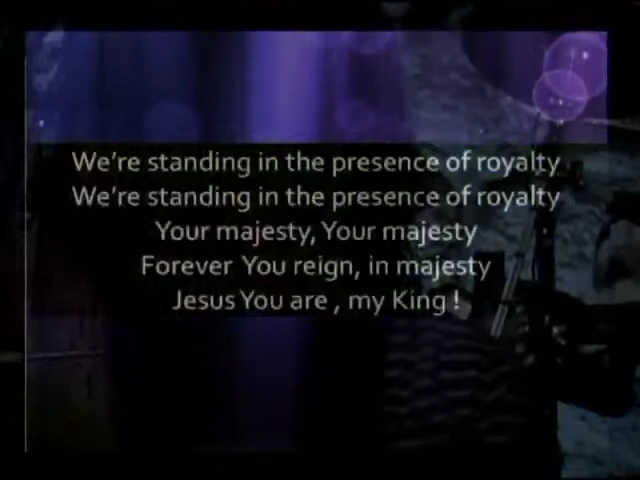 We're standing in the presence of royalty
We're standing in the presence of royalty
Your majesty, Your majesty
Forever You reign, in majesty
Jesus You are , my King !